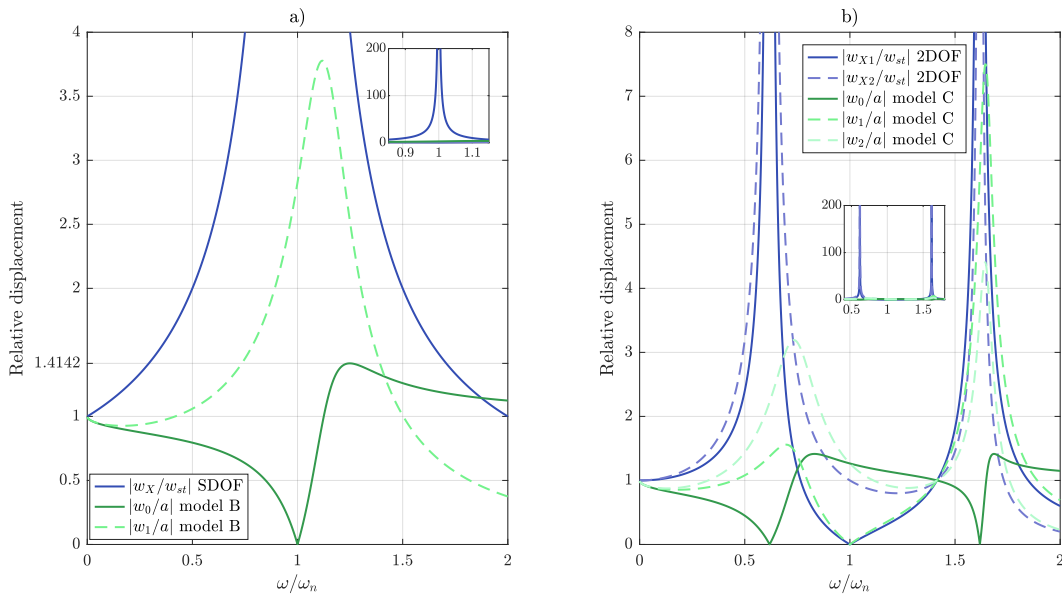 a)
Relative displacement
4
3.5
3
2.5
2
1.4142
1
0.5
0
0 0.5 1 1.5 2
ω/ω_n
200
100
0
0.9 1 1.1
|w_X/w_st| SDOF
|w_0/a| model B
|w_1/a| model B
b)
Relative displacement
8
7
6
5
4
3
2
1
0
0 0.5 1 1.5 2
ω/ω_n
|w_X1/w_st| 2DOF
|w_X2/w_st| 2DOF
|w_0/a| model C
|w_1/a| model C
|w_2/a| model C
200
100
0
0.5 1 1.5